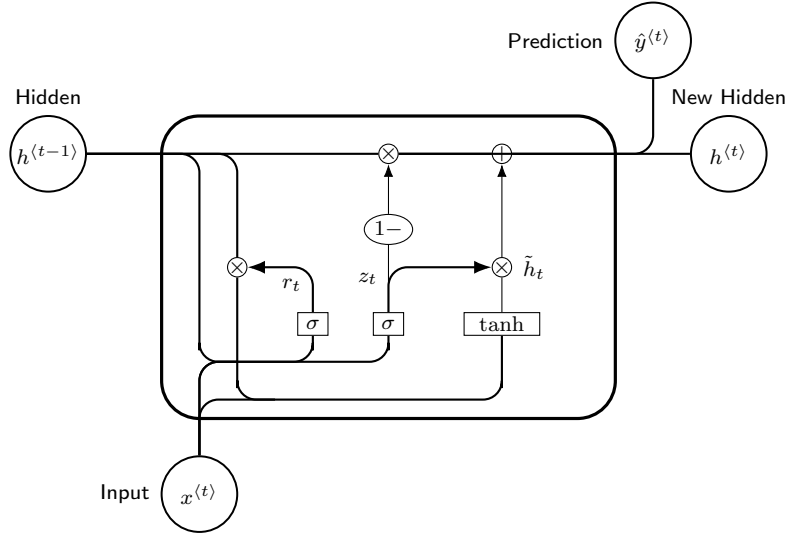 Prediction
ŷ⟨t⟩
Hidden
New Hidden
h⟨t−1⟩
×
+
h⟨t⟩
1−
×
r_t
z_t
×
h̃_t
σ
σ
tanh
Input
x⟨t⟩